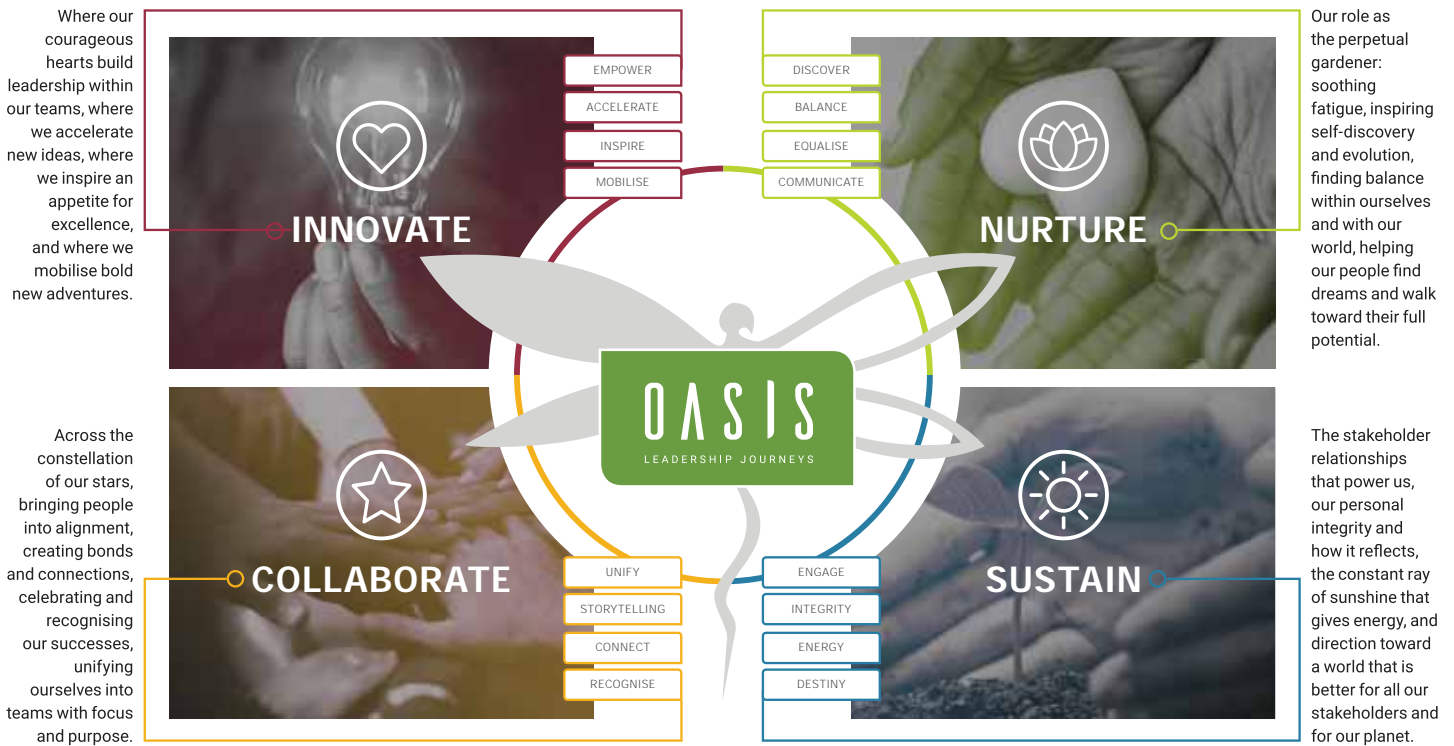 Where our
courageous
hearts build
leadership within
our teams, where
we accelerate
new ideas, where
we inspire an
appetite for
excellence,
and where we
mobilise bold
new adventures.
INNOVATE
EMPOWER
ACCELERATE
INSPIRE
MOBILISE
DISCOVER
BALANCE
EQUALISE
COMMUNICATE
NURTURE
Our role as
the perpetual
gardener:
soothing
fatigue, inspiring
self-discovery
and evolution,
finding balance
within ourselves
and with our
world, helping
our people find
dreams and walk
toward their full
potential.
OASIS
LEADERSHIP JOURNEYS
Across the
constellation
of our stars,
bringing people
into alignment,
creating bonds
and connections,
celebrating and
recognising
our successes,
unifying
ourselves into
teams with focus
and purpose.
COLLABORATE
UNIFY
STORYTELLING
CONNECT
RECOGNISE
ENGAGE
INTEGRITY
ENERGY
DESTINY
SUSTAIN
The stakeholder
relationships
that power us,
our personal
integrity and
how it reflects,
the constant ray
of sunshine that
gives energy, and
direction toward
a world that is
better for all our
stakeholders and
for our planet.